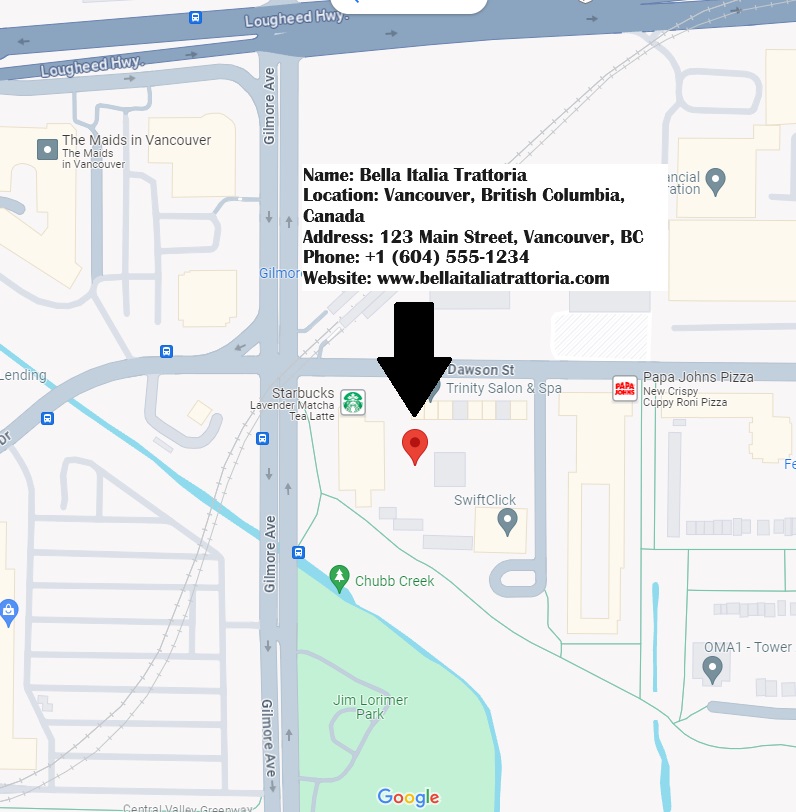 Lougheed Hwy.
Lougheed Hwy.
Gilmore Ave
The Maids in Vancouver
The Maids
in Vancouver
Name: Bella Italia Trattoria
Location: Vancouver, British Columbia,
Canada
Address: 123 Main Street, Vancouver, BC
Phone: +1 (604) 555-1234
Website: www.bellaitaliatrattoria.com
ancial
ration
Gilmor
Dawson St
Trinity Salon & Spa
Papa Johns Pizza
New Crispy
Cuppy Roni Pizza
PAPA
JOHNS
Lending
Starbucks
Lavender Matcha
Tea Latte
Dr
Fe
SwiftClick
Gilmore Ave
Chubb Creek
OMA1 - Tower
Jim Lorimer
Park
Gilmore Ave
Google
Central Valley Greenway